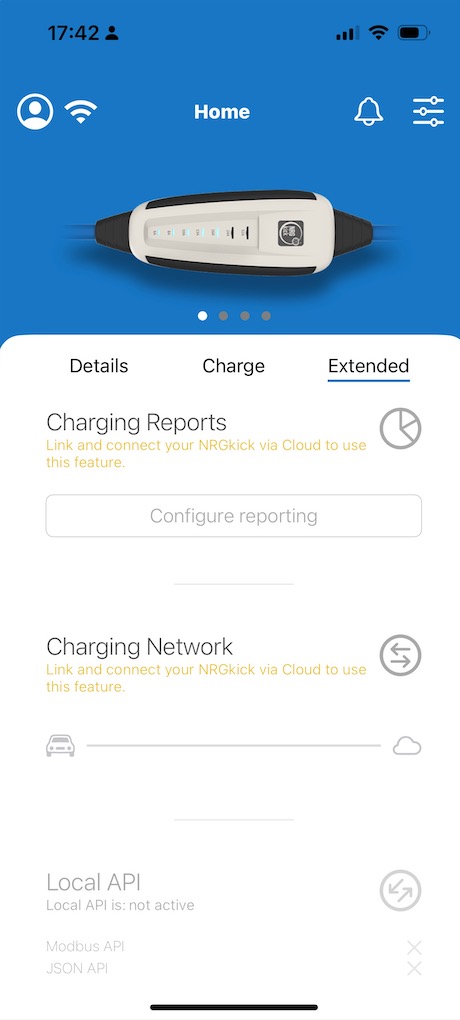 17:42
Home
Details Charge Extended
Charging Reports
Link and connect your NRGkick via Cloud to use
this feature.
Configure reporting
Charging Network
Link and connect your NRGkick via Cloud to use
this feature.
Local API
Local API is: not active
Modbus API
JSON API